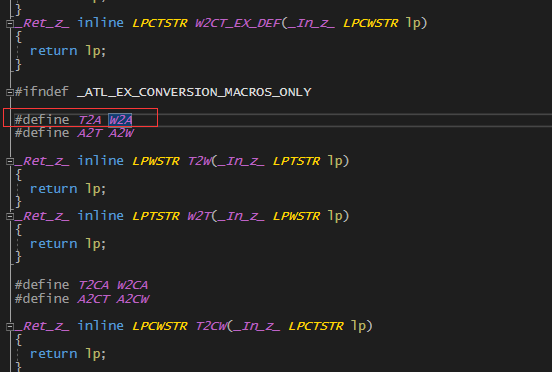 }
_Ret_z_ inline LPCTSTR W2CT_EX_DEF(_In_z_ LPCWSTR lp)
{
return lp;
}
#ifndef _ATL_EX_CONVERSION_MACROS_ONLY
#define T2A W2A
#define A2T A2W
_Ret_z_ inline LPWSTR T2W(_In_z_ LPTSTR lp)
{
return lp;
}
_Ret_z_ inline LPTSTR W2T(_In_z_ LPWSTR lp)
{
return lp;
}
#define T2CA W2CA
#define A2CT A2CW
_Ret_z_ inline LPCWSTR T2CW(_In_z_ LPCTSTR lp)
{
return lp;
}